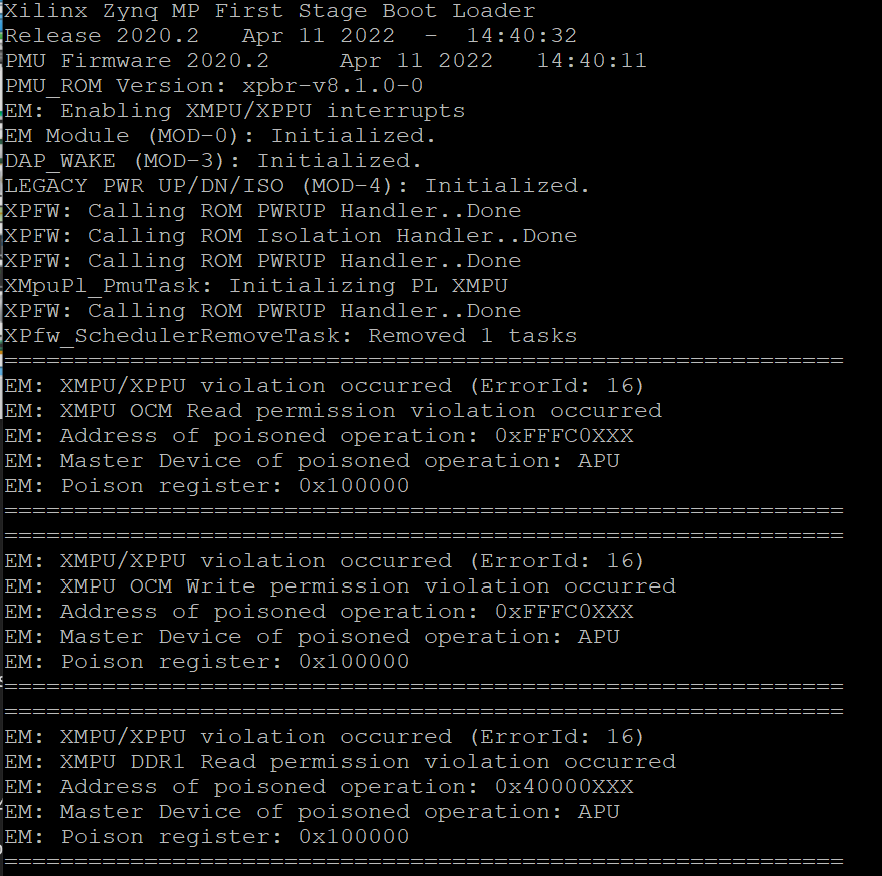 Xilinx Zynq MP First Stage Boot Loader
Release 2020.2   Apr 11 2022  -  14:40:32
PMU Firmware 2020.2     Apr 11 2022   14:40:11
PMU_ROM Version: xpbr-v8.1.0-0
EM: Enabling XMPU/XPPU interrupts
EM Module (MOD-0): Initialized.
DAP_WAKE (MOD-3): Initialized.
LEGACY PWR UP/DN/ISO (MOD-4): Initialized.
XPFW: Calling ROM PWRUP Handler..Done
XPFW: Calling ROM Isolation Handler..Done
XPFW: Calling ROM PWRUP Handler..Done
XMpuPl_PmuTask: Initializing PL XMPU
XPFW: Calling ROM PWRUP Handler..Done
XPfw_SchedulerRemoveTask: Removed 1 tasks
============================================================
EM: XMPU/XPPU violation occurred (ErrorId: 16)
EM: XMPU OCM Read permission violation occurred
EM: Address of poisoned operation: 0xFFFC0XXX
EM: Master Device of poisoned operation: APU
EM: Poison register: 0x100000
============================================================
============================================================
EM: XMPU/XPPU violation occurred (ErrorId: 16)
EM: XMPU OCM Write permission violation occurred
EM: Address of poisoned operation: 0xFFFC0XXX
EM: Master Device of poisoned operation: APU
EM: Poison register: 0x100000
============================================================
============================================================
EM: XMPU/XPPU violation occurred (ErrorId: 16)
EM: XMPU DDR1 Read permission violation occurred
EM: Address of poisoned operation: 0x40000XXX
EM: Master Device of poisoned operation: APU
EM: Poison register: 0x100000
============================================================